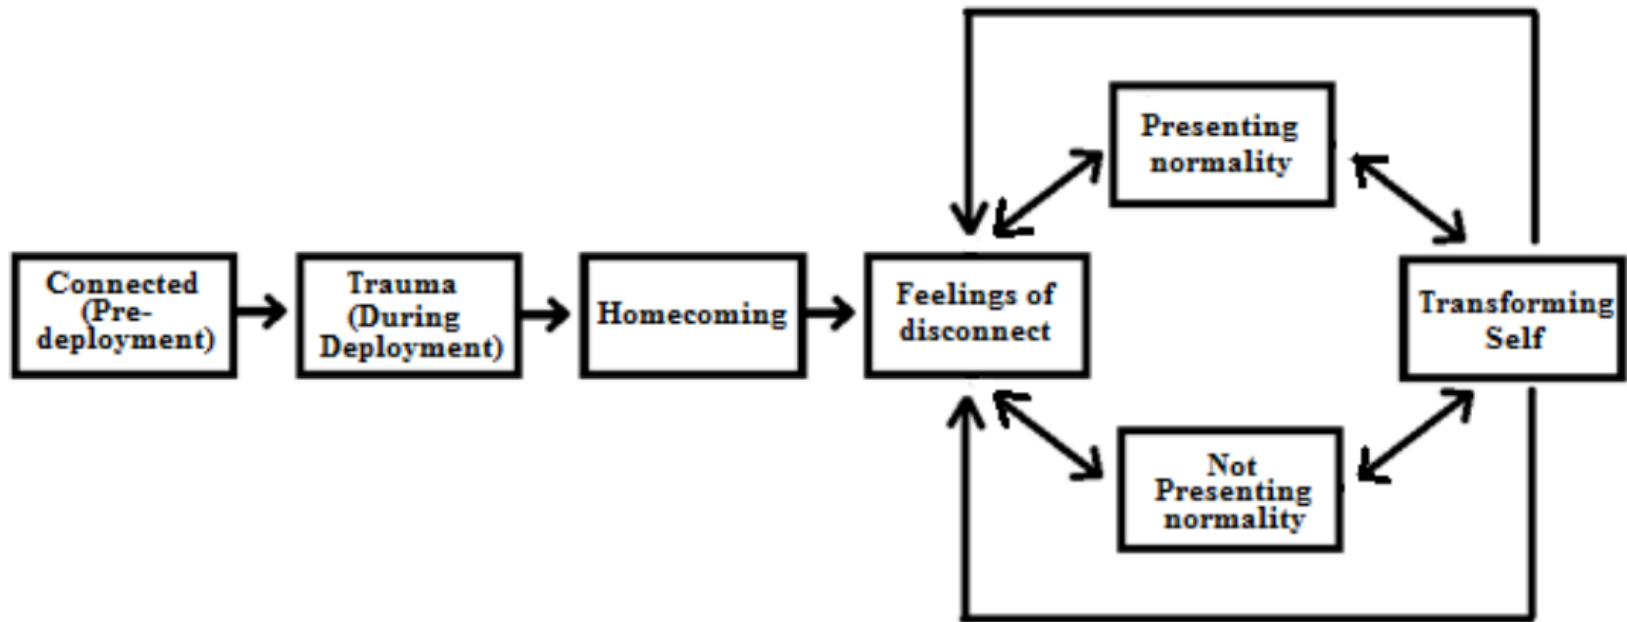 Connected
(Pre-
deployment)
Trauma
(During
Deployment)
Homecoming
Feelings of
disconnect
Presenting
normality
Not
Presenting
normality
Transforming
Self